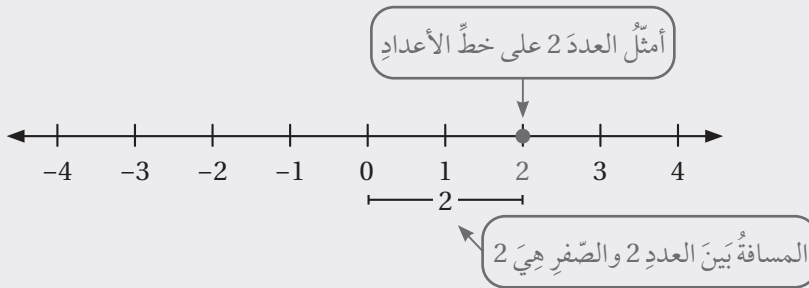 أمثّلُ العددَ 2 على خطِّ الأعدادِ
−4 −3 −2 −1 0 1 2 3 4
2
المسافةُ بَينَ العددِ 2 والصّفرِ هِيَ 2